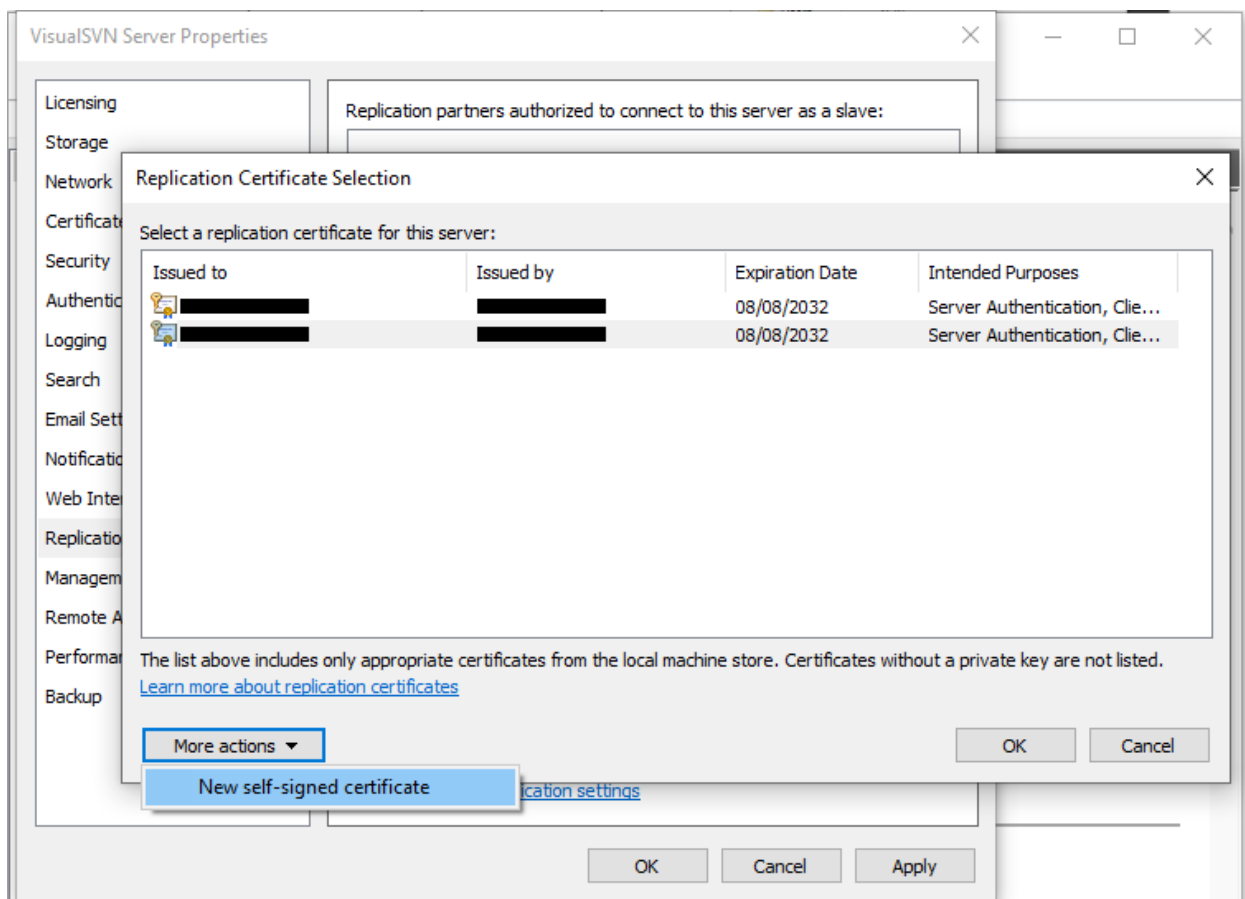 VisualSVN Server Properties
Licensing
Storage
Network
Certificate
Security
Authentic
Logging
Search
Email Sett
Notificatio
Web Inte
Replicatio
Managem
Remote A
Performa
Backup
Replication partners authorized to connect to this server as a slave:
Replication Certificate Selection
Select a replication certificate for this server:
Issued to Issued by Expiration Date Intended Purposes
08/08/2032 Server Authentication, Clie...
08/08/2032 Server Authentication, Clie...
The list above includes only appropriate certificates from the local machine store. Certificates without a private key are not listed.
Learn more about replication certificates
More actions
OK Cancel
New self-signed certificate
ication settings
OK Cancel Apply